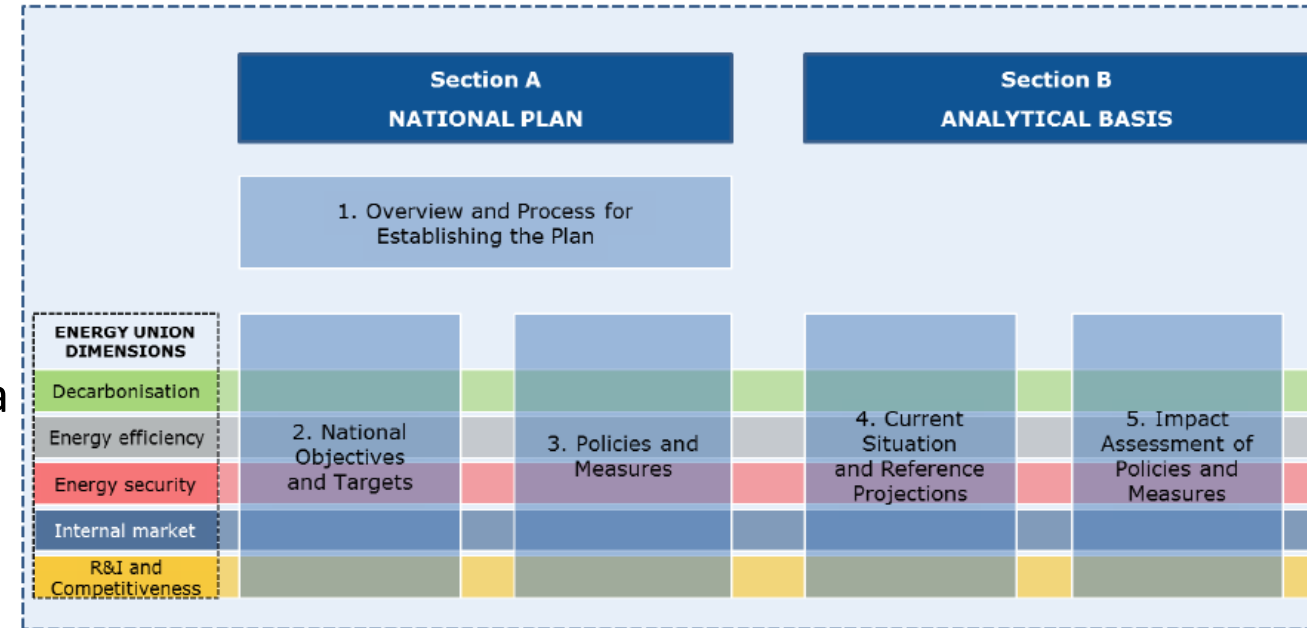 Section A
NATIONAL PLAN
Section B
ANALYTICAL BASIS
1. Overview and Process for
Establishing the Plan
ENERGY UNION
DIMENSIONS
Decarbonisation
Energy efficiency
Energy security
Internal market
R&I and
Competitiveness
2. National
Objectives
and Targets
3. Policies and
Measures
4. Current
Situation
and Reference
Projections
5. Impact
Assessment of
Policies and
Measures
a